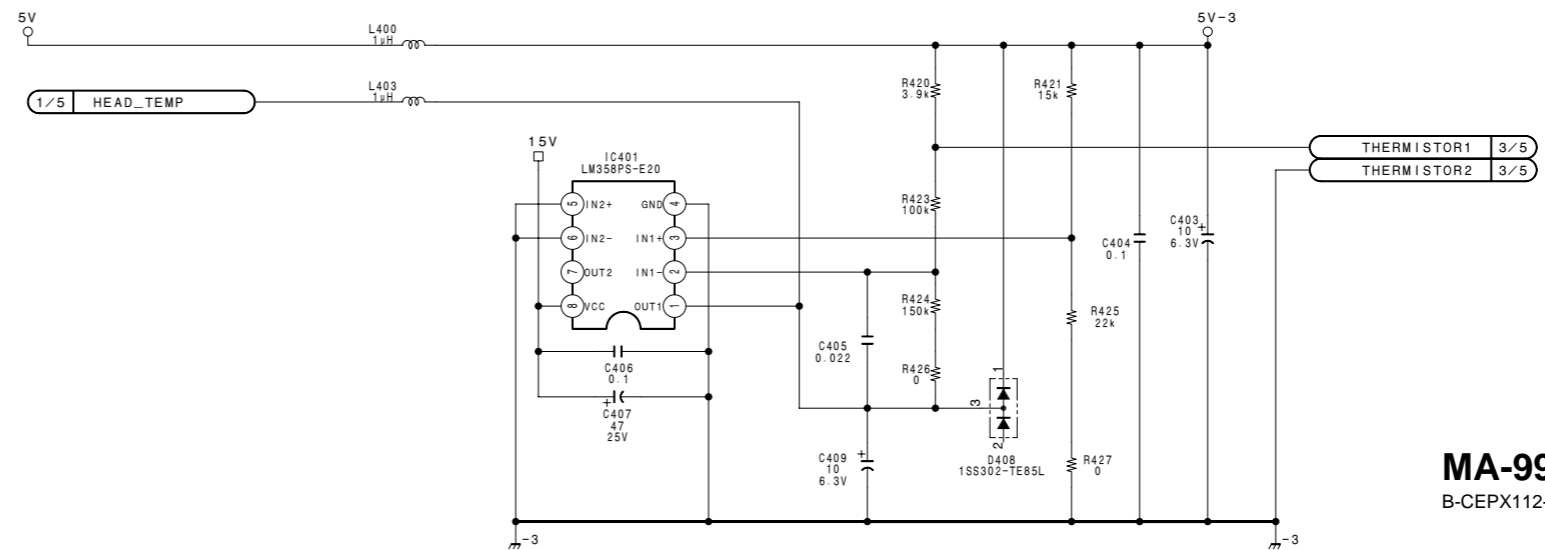 5V
5V-3
L400
1μH
L403
1μH
1/5 HEAD_TEMP
R420
3.9k
R421
15k
15V
IC401
LM358PS-E20
THERMISTOR1 3/5
THERMISTOR2 3/5
5 IN2+ GND 4
6 IN2- IN1+ 3
7 OUT2 IN1- 2
8 VCC OUT1 1
R423
100k
C404
0.1
C403
10
6.3V
+
R424
150k
R425
22k
C405
0.022
R426
0
C406
0.1
+
C407
47
25V
1
3
2
D408
1SS302-TE85L
C409
10
6.3V
+
R427
0
MA-99
B-CEPX112-
-3
-3